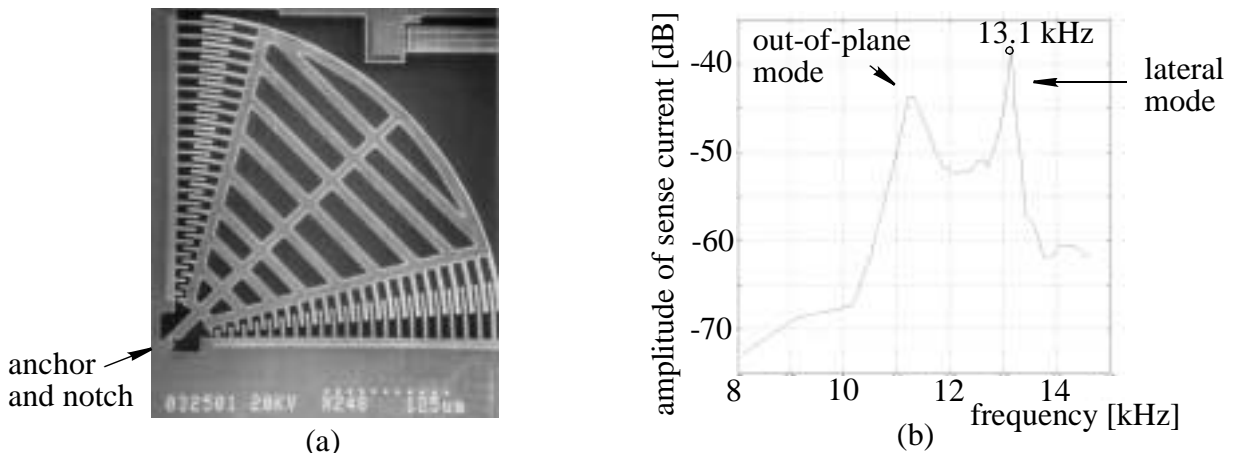 anchor
and notch
032501 20KV X248 105um
(a)
amplitude of sense current [dB]
-40
-50
-60
-70
out-of-plane
mode
13.1 kHz
lateral
mode
8
10
12
14
frequency [kHz]
(b)